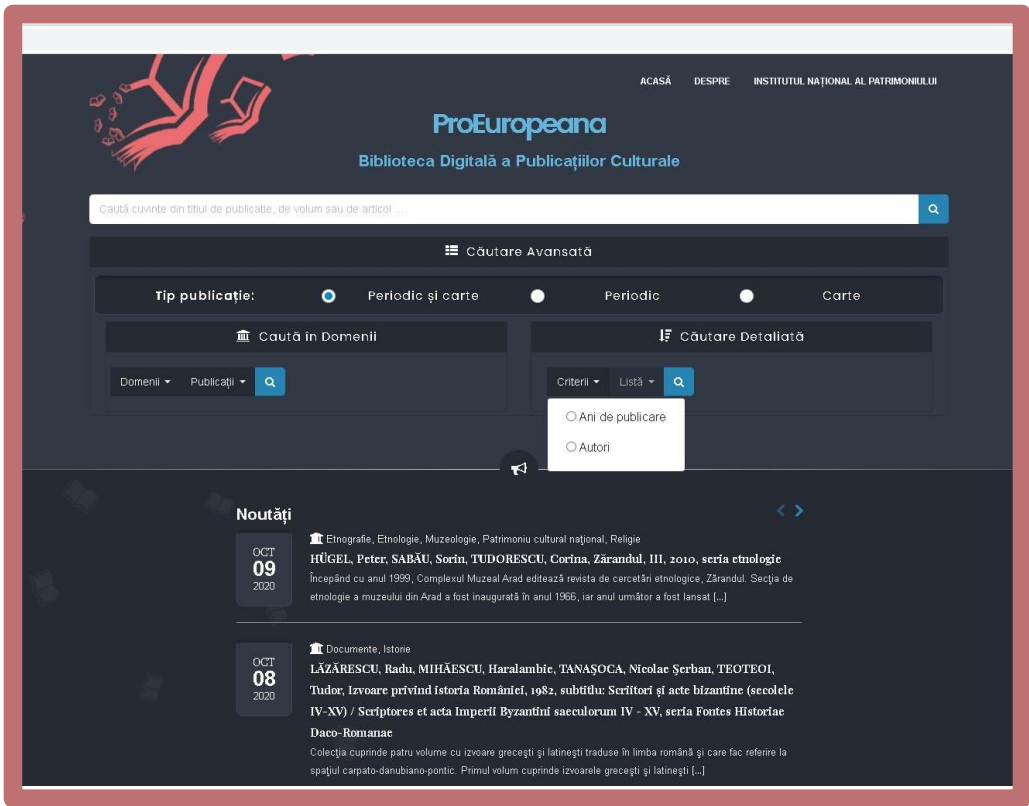 ACASĂ DESPRE INSTITUTUL NAȚIONAL AL PATRIMONIULUI
ProEuropeana
Biblioteca Digitală a Publicațiilor Culturale
Caută cuvinte din titlul de publicație, de volum sau de articol ...
Căutare Avansată
Tip publicație: Periodic și carte Periodic Carte
Caută în Domenii
Căutare Detaliată
Domenii Publicații
Criterii Listă
Ani de publicare
Autori
Noutăți
OCT
09
2020
Etnografie, Etnologie, Muzeologie, Patrimoniu cultural național, Religie
HÜGEL, Peter, SABĂU, Sorin, TUDORESCU, Corina, Zărandul, III, 2010, seria etnologie
Începând cu anul 1999, Complexul Muzeal Arad editează revista de cercetări etnologice, Zărandul. Secția de
etnologie a muzeului din Arad a fost inaugurată în anul 1966, iar anul următor a fost lansat [...]
OCT
08
2020
Documente, Istorie
LĂZĂRESCU, Radu, MIHĂESCU, Haralambie, TANAȘOCA, Nicolae Șerban, TEOTEOI,
Tudor, Izvoare privind istoria României, 1982, subtitlu: Scriitori și acte bizantine (secolele
IV-XV) / Scriptores et acta Imperii Byzantini saeculorum IV - XV, seria Fontes Historiae
Daco-Romanae
Colecția cuprinde patru volume cu izvoare grecești și latinești traduse în limba română și care fac referire la
spațiul carpato-danubiano-pontic. Primul volum cuprinde izvoarele grecești și latinești [...]